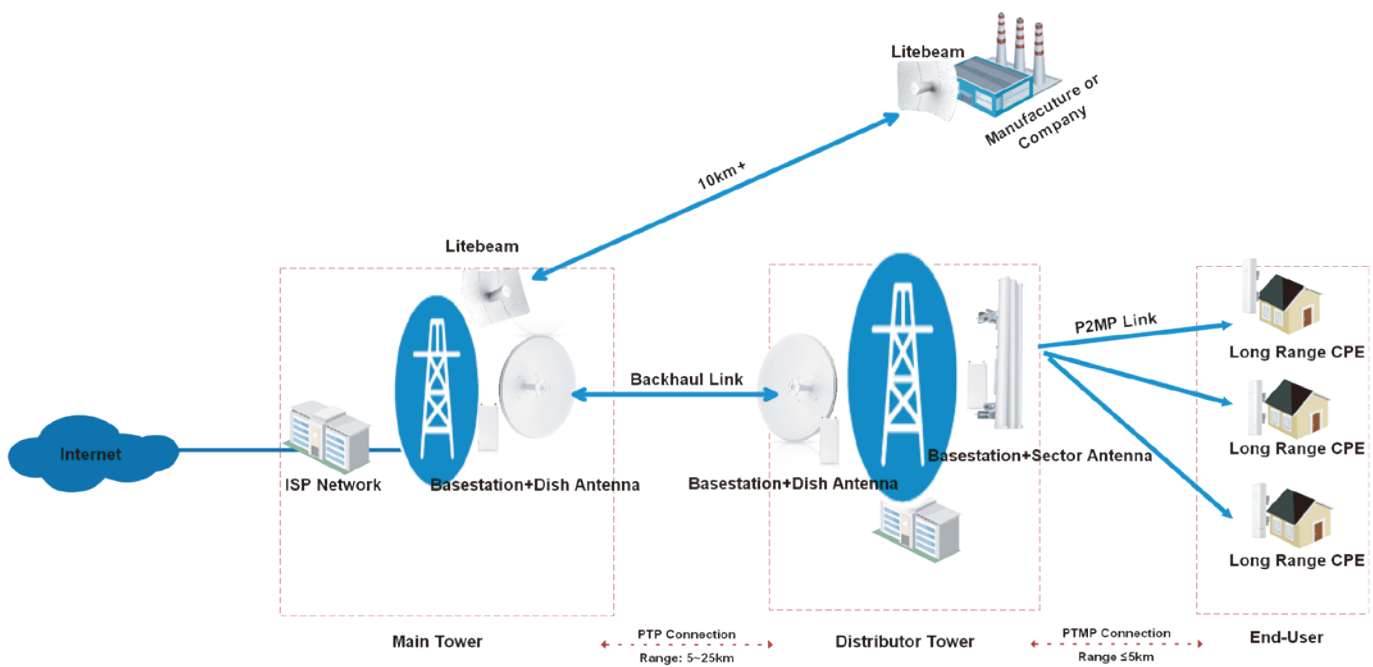 Litebeam
Manufacuture or
Company
10km+
Litebeam
P2MP Link
Long Range CPE
Backhaul Link
Internet
ISP Network
Basestation+Dish Antenna
Basestation+Dish Antenna
Basestation+Sector Antenna
Long Range CPE
Long Range CPE
Main Tower
PTP Connection
Range: 5~25km
Distributor Tower
PTMP Connection
Range ≤5km
End-User